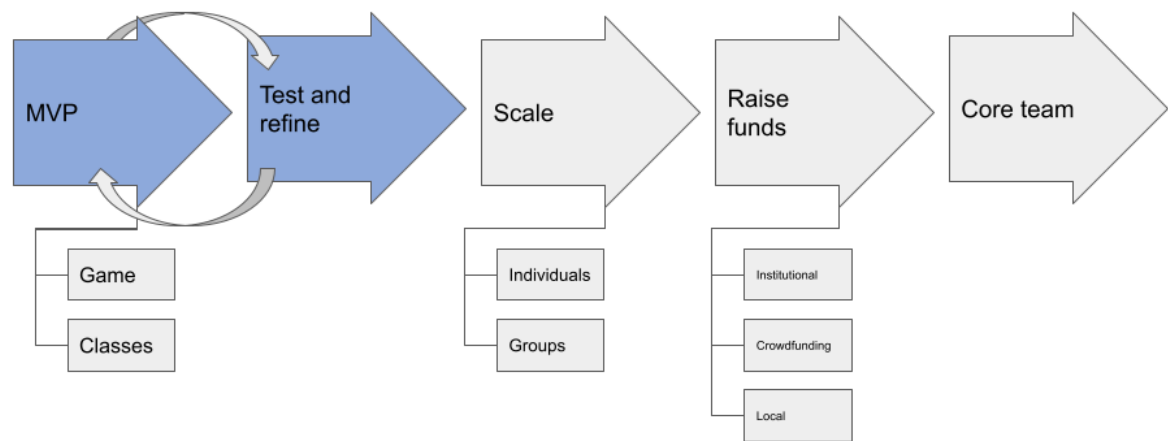 MVP
Test and
refine
Scale
Raise
funds
Core team
Game
Classes
Individuals
Groups
Institutional
Crowdfunding
Local